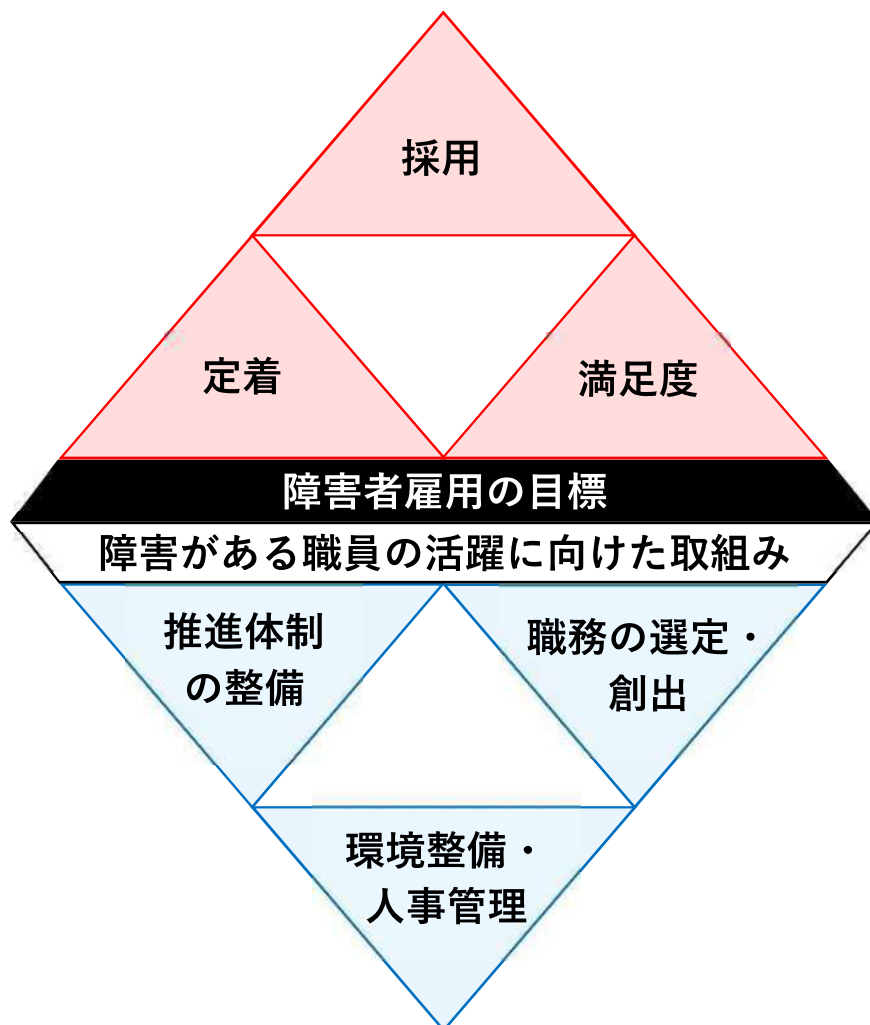 採用
定着
満足度
障害者雇用の目標
障害がある職員の活躍に向けた取組み
推進体制
の整備
職務の選定・
創出
環境整備・
人事管理